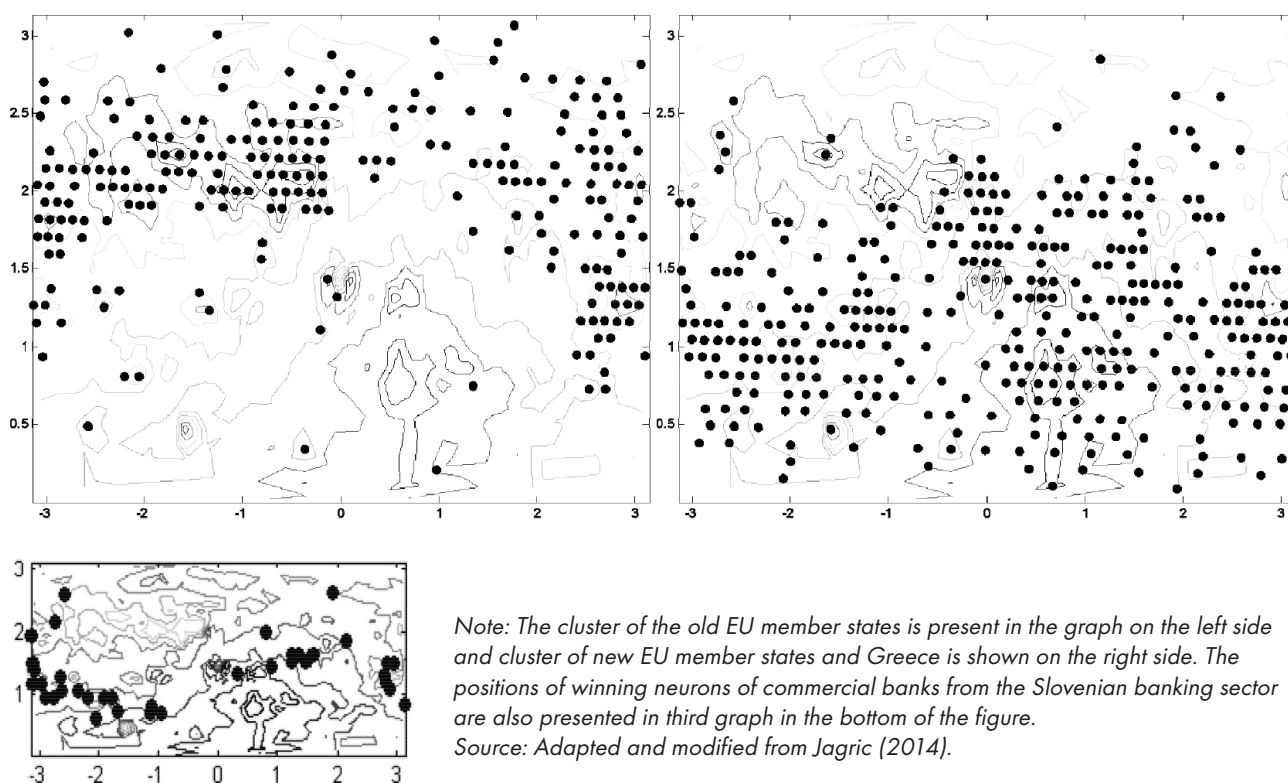 3
2.5
2
1.5
1
0.5
-3 -2 -1 0 1 2 3
3
2.5
2
1.5
1
0.5
-3 -2 -1 0 1 2 3
3
2
1
-3 -2 -1 0 1 2 3
Note: The cluster of the old EU member states is present in the graph on the left side
and cluster of new EU member states and Greece is shown on the right side. The
positions of winning neurons of commercial banks from the Slovenian banking sector
are also presented in third graph in the bottom of the figure.
Source: Adapted and modified from Jagric (2014).